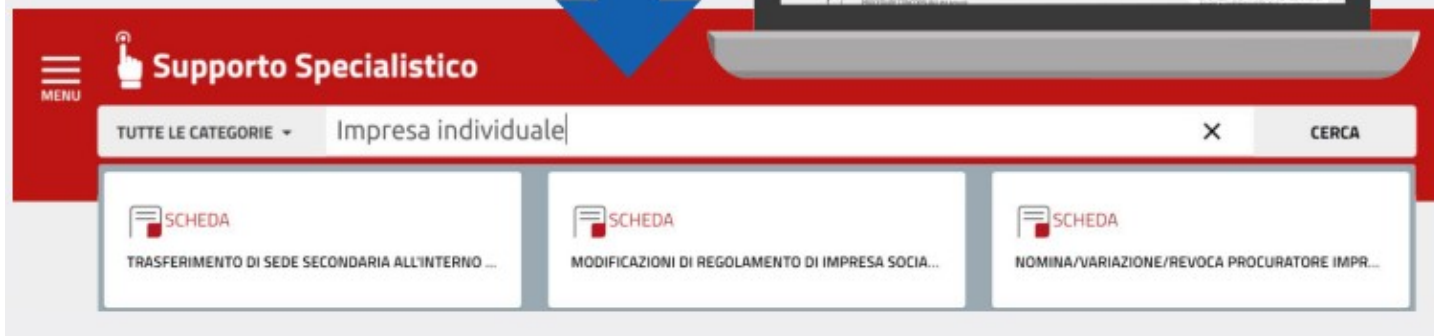 Supporto Specialistico
MENU
TUTTE LE CATEGORIE
Impresa individuale
CERCA
SCHEDA
TRASFERIMENTO DI SEDE SECONDARIA ALL'INTERNO ...
SCHEDA
MODIFICAZIONI DI REGOLAMENTO DI IMPRESA SOCIA...
SCHEDA
NOMINA/VARIAZIONE/REVOCA PROCURATORE IMPR...